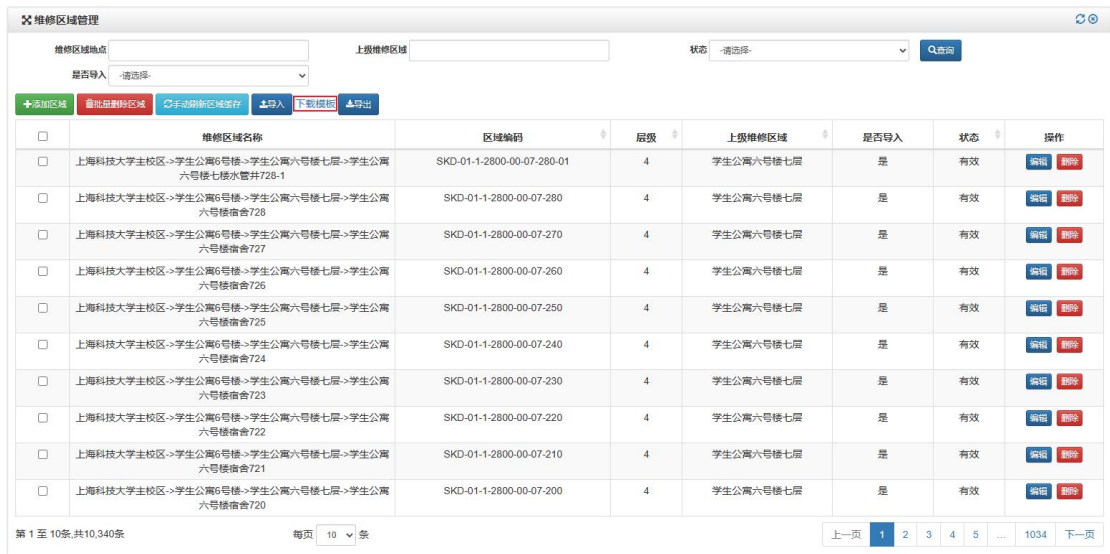 维修区域管理
维修区域地点 上级维修区域 状态 -请选择- 查询
是否导入 -请选择-
添加区域 批量删除区域 手动刷新区域缓存 导入 下载模板 导出
维修区域名称 区域编码 层级 上级维修区域 是否导入 状态 操作
上海科技大学主校区->学生公寓6号楼->学生公寓六号楼七层->学生公寓 SKD-01-1-2800-00-07-280-01 4 学生公寓六号楼七层 是 有效 编辑 删除
六号楼七楼水管井728-1
上海科技大学主校区->学生公寓6号楼->学生公寓六号楼七层->学生公寓 SKD-01-1-2800-00-07-280 4 学生公寓六号楼七层 是 有效 编辑 删除
六号楼宿舍728
上海科技大学主校区->学生公寓6号楼->学生公寓六号楼七层->学生公寓 SKD-01-1-2800-00-07-270 4 学生公寓六号楼七层 是 有效 编辑 删除
六号楼宿舍727
上海科技大学主校区->学生公寓6号楼->学生公寓六号楼七层->学生公寓 SKD-01-1-2800-00-07-260 4 学生公寓六号楼七层 是 有效 编辑 删除
六号楼宿舍726
上海科技大学主校区->学生公寓6号楼->学生公寓六号楼七层->学生公寓 SKD-01-1-2800-00-07-250 4 学生公寓六号楼七层 是 有效 编辑 删除
六号楼宿舍725
上海科技大学主校区->学生公寓6号楼->学生公寓六号楼七层->学生公寓 SKD-01-1-2800-00-07-240 4 学生公寓六号楼七层 是 有效 编辑 删除
六号楼宿舍724
上海科技大学主校区->学生公寓6号楼->学生公寓六号楼七层->学生公寓 SKD-01-1-2800-00-07-230 4 学生公寓六号楼七层 是 有效 编辑 删除
六号楼宿舍723
上海科技大学主校区->学生公寓6号楼->学生公寓六号楼七层->学生公寓 SKD-01-1-2800-00-07-220 4 学生公寓六号楼七层 是 有效 编辑 删除
六号楼宿舍722
上海科技大学主校区->学生公寓6号楼->学生公寓六号楼七层->学生公寓 SKD-01-1-2800-00-07-210 4 学生公寓六号楼七层 是 有效 编辑 删除
六号楼宿舍721
上海科技大学主校区->学生公寓6号楼->学生公寓六号楼七层->学生公寓 SKD-01-1-2800-00-07-200 4 学生公寓六号楼七层 是 有效 编辑 删除
六号楼宿舍720
第 1 至 10条,共10,340条 每页 10 条 上一页 1 2 3 4 5 ... 1034 下一页